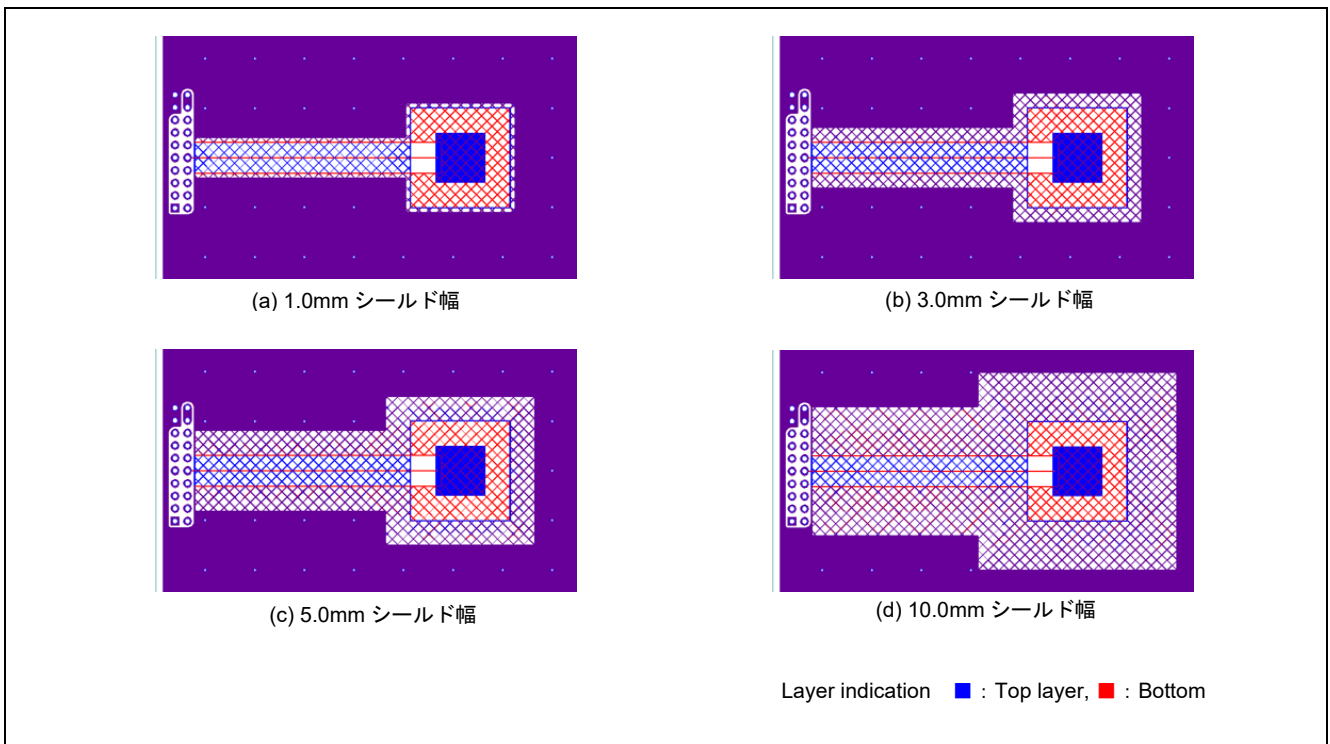 (a) 1.0mm シールド幅
(b) 3.0mm シールド幅
(c) 5.0mm シールド幅
(d) 10.0mm シールド幅
Layer indication ■ : Top layer, ■ : Bottom